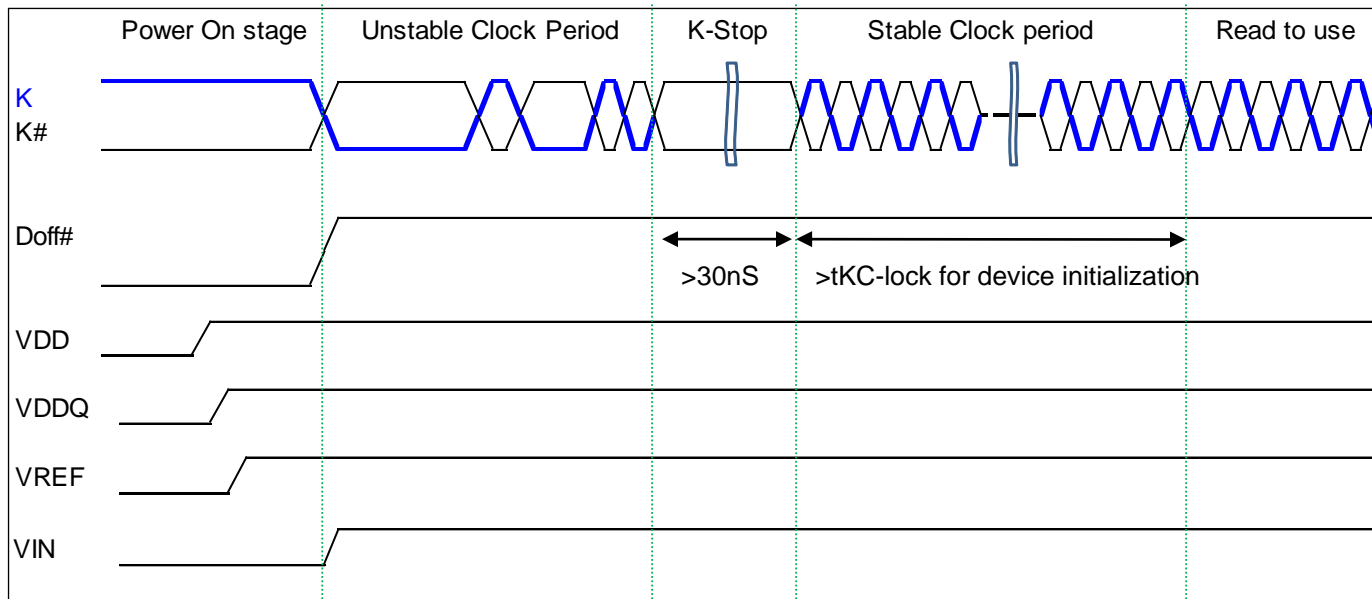 Power On stage
Unstable Clock Period
K-Stop
Stable Clock period
Read to use
K
K#
Doff#
>30nS
>tKC-lock for device initialization
VDD
VDDQ
VREF
VIN